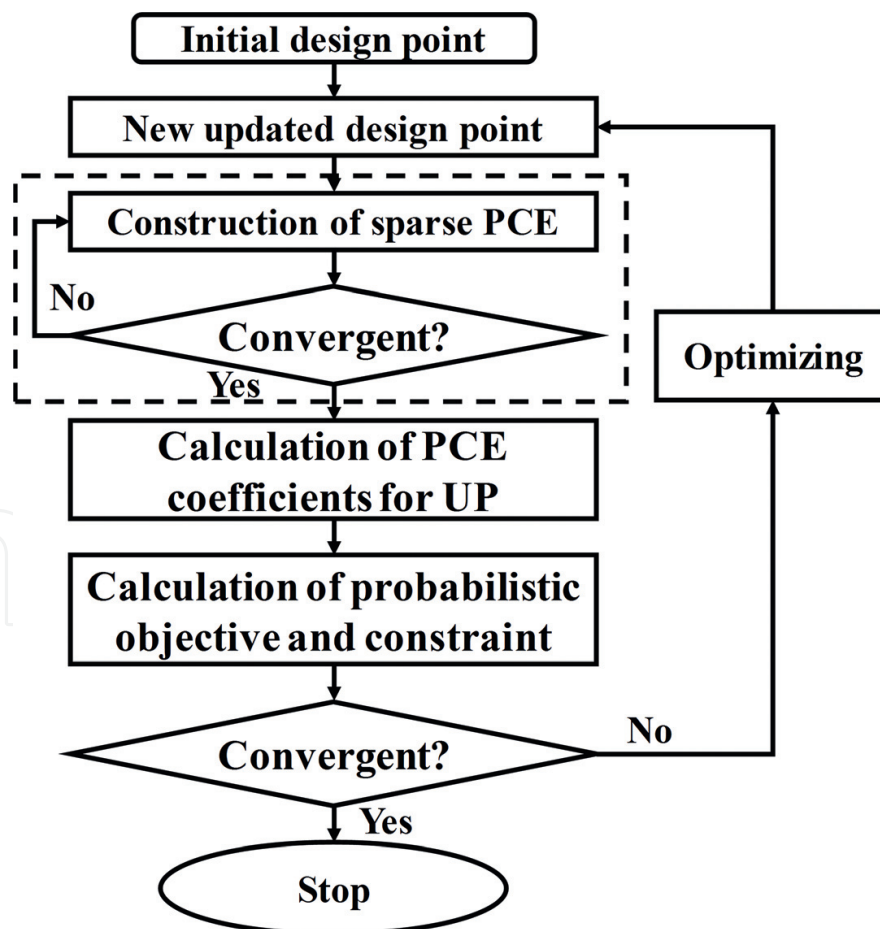 Initial design point
New updated design point
Construction of sparse PCE
No
Convergent?
Yes
Optimizing
Calculation of PCE
coefficients for UP
Calculation of probabilistic
objective and constraint
Convergent?
No
Yes
Stop